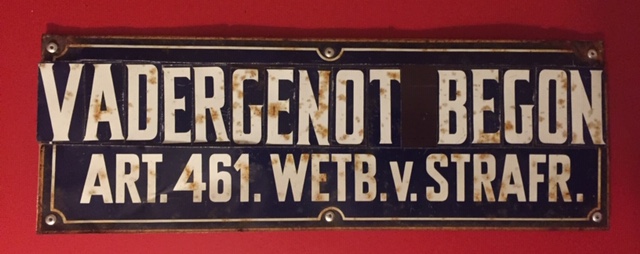 VADERGENOT BEGON
ART. 461. WETB. v. STRAFR.